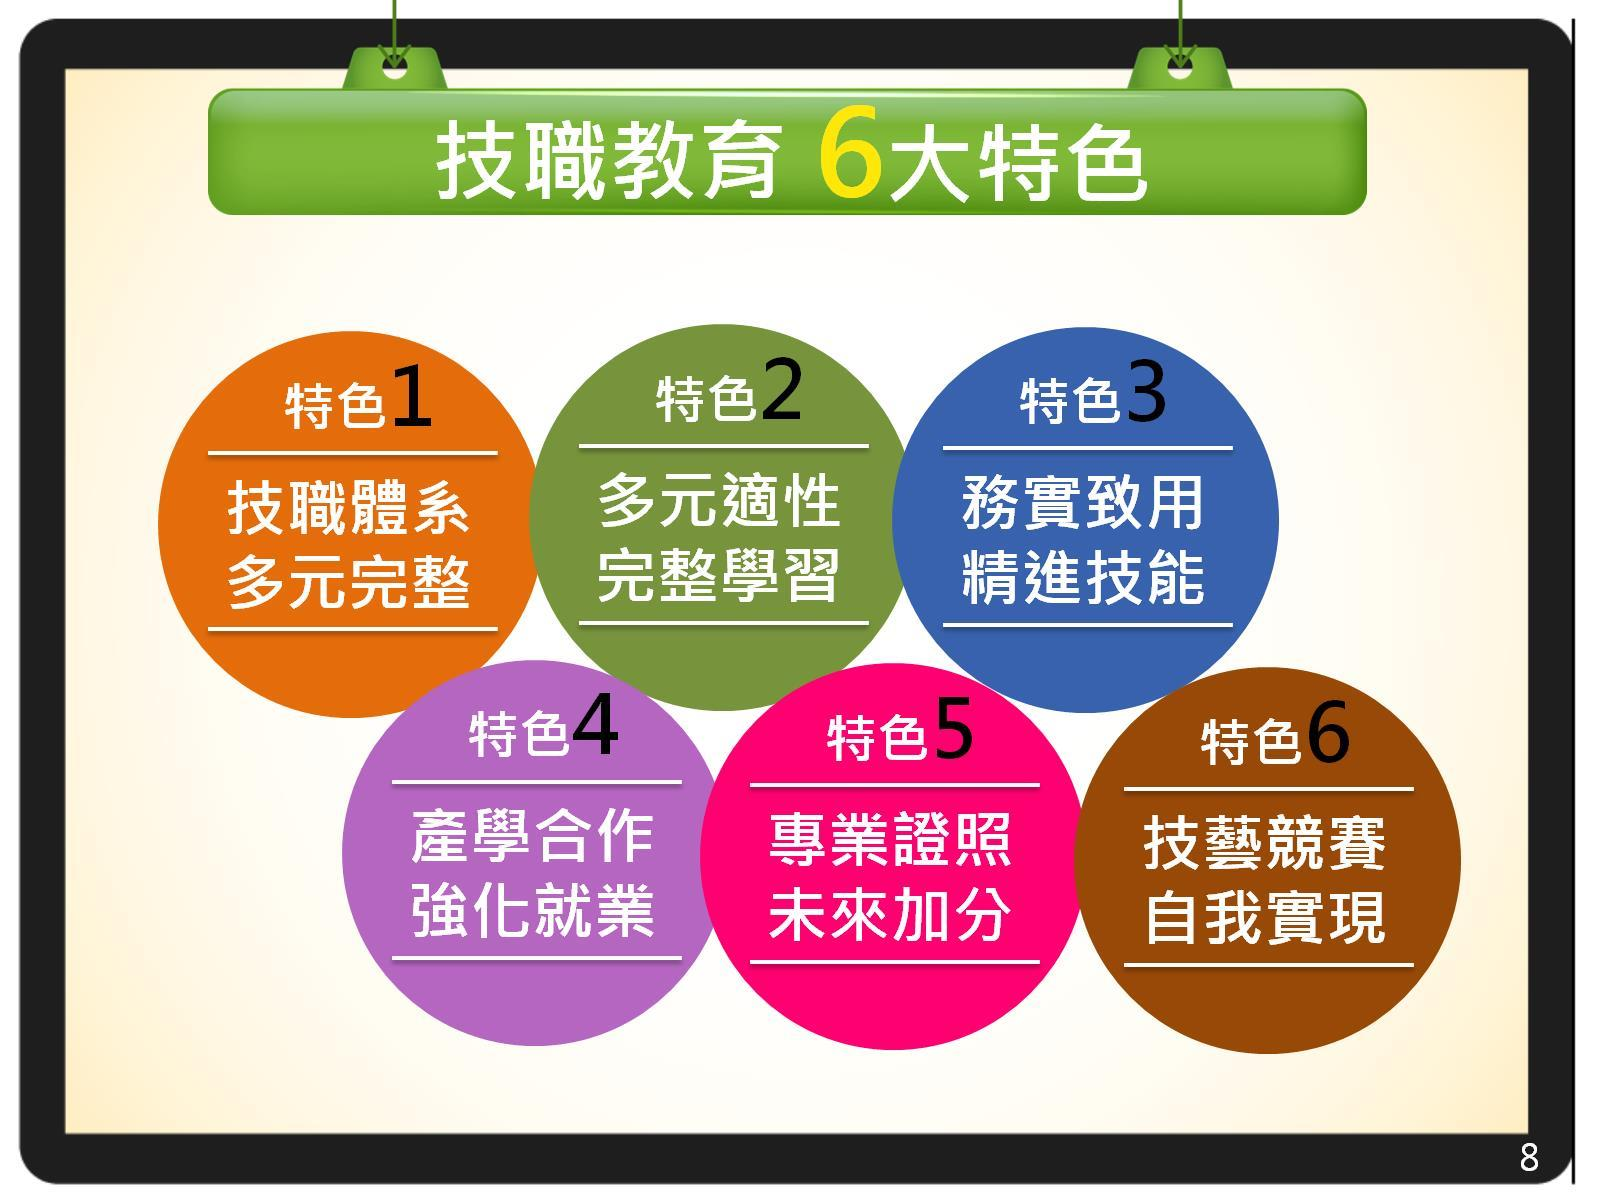 技職教育 6大特色
特色1
技職體系
多元完整
特色2
多元適性
完整學習
特色3
務實致用
精進技能
特色4
產學合作
強化就業
特色5
專業證照
未來加分
特色6
技藝競賽
自我實現
8